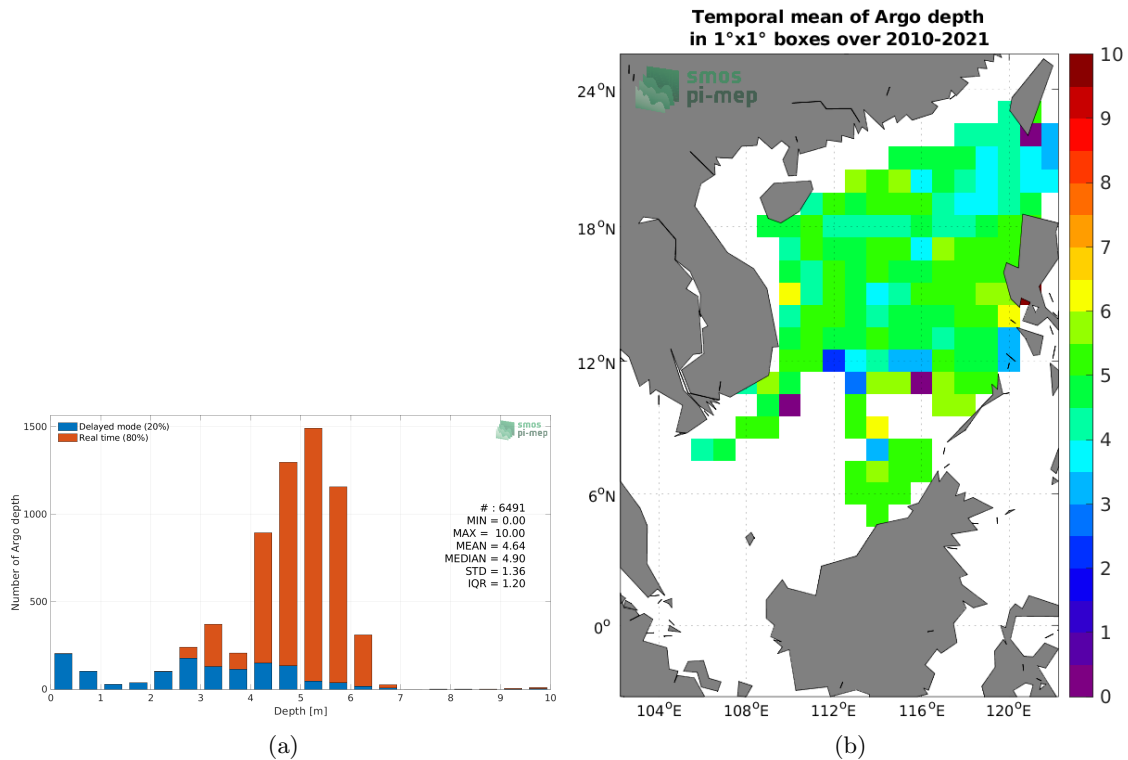 Delayed mode (20%)
Real time (80%)
smos
pi-mep
# : 6491
MIN = 0.00
MAX = 10.00
MEAN = 4.64
MEDIAN = 4.90
STD = 1.36
IQR = 1.20
Number of Argo depth
1500
1000
500
0
0 1 2 3 4 5 6 7 8 9 10
Depth [m]
(a)
Temporal mean of Argo depth
in 1°x1° boxes over 2010-2021
smos
pi-mep
24°N
18°N
12°N
6°N
0°
104°E 108°E 112°E 116°E 120°E
10
9
8
7
6
5
4
3
2
1
0
(b)